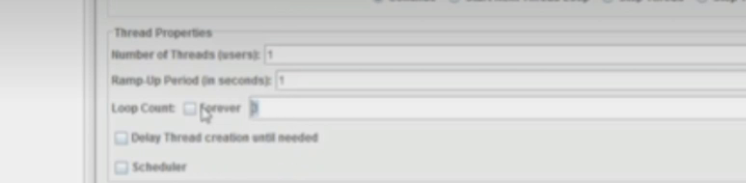 Thread Properties
Number of Threads (users): 1
Ramp-Up Period (in seconds): 1
Loop Count: Forever
Delay Thread creation until needed
Scheduler